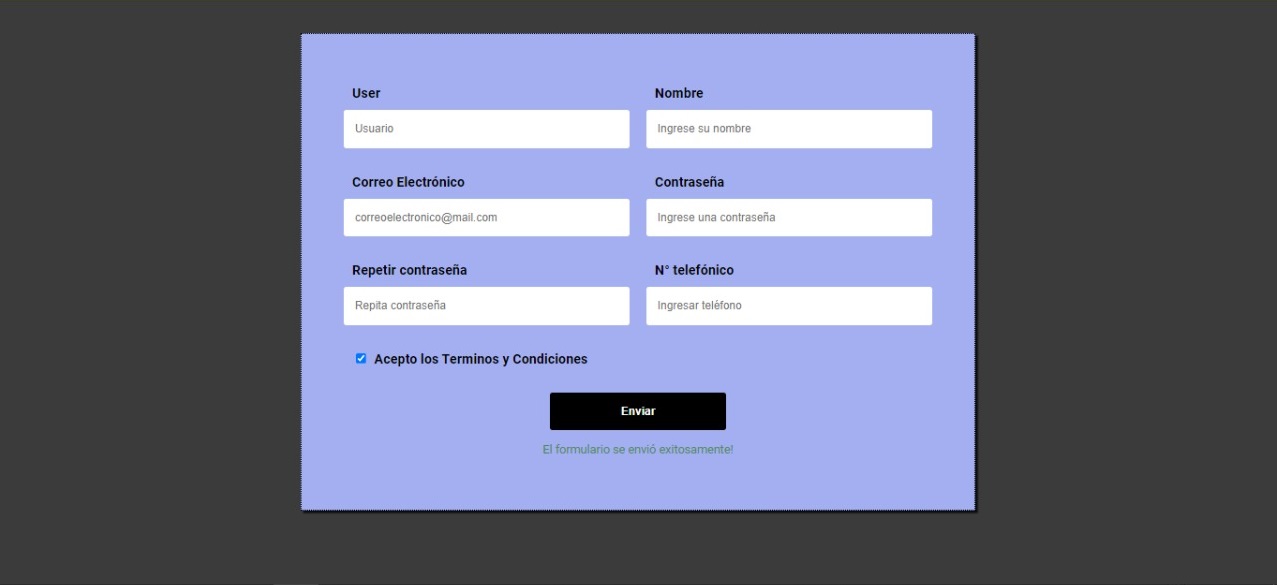 User
Nombre
Usuario
Ingrese su nombre
Correo Electrónico
Contraseña
correoelectronico@mail.com
Ingrese una contraseña
Repetir contraseña
N° telefónico
Repita contraseña
Ingresar teléfono
Acepto los Terminos y Condiciones
Enviar
El formulario se envió exitosamente!